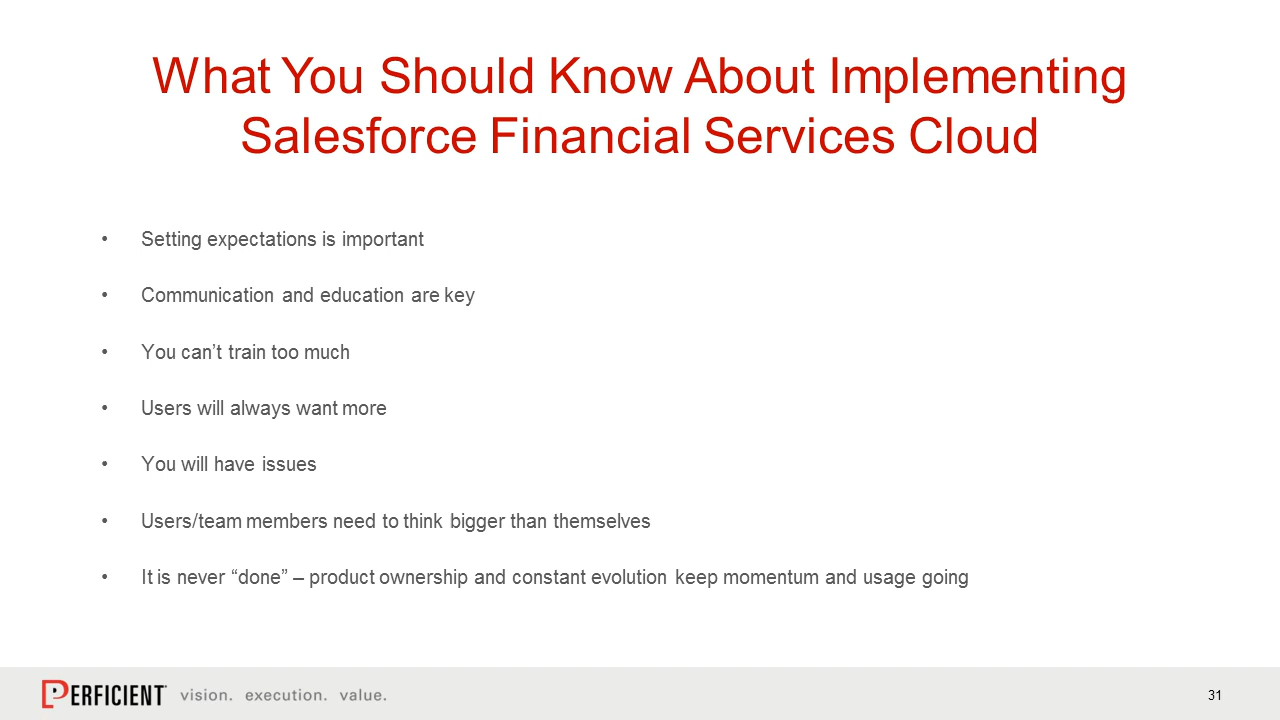 What You Should Know About Implementing
Salesforce Financial Services Cloud
• Setting expectations is important
• Communication and education are key
• You can’t train too much
• Users will always want more
• You will have issues
• Users/team members need to think bigger than themselves
• It is never “done” – product ownership and constant evolution keep momentum and usage going
PERFICIENT vision. execution. value.
31